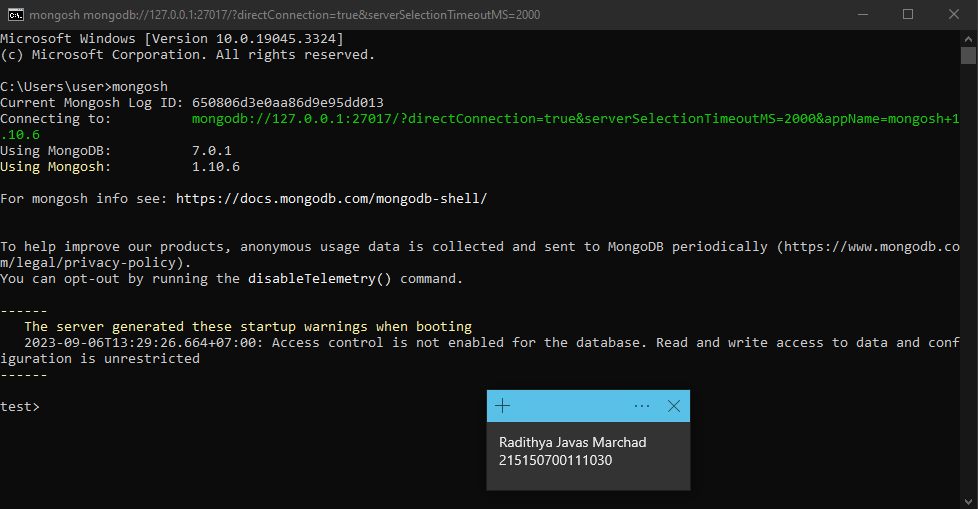 mongosh mongodb://127.0.0.1:27017/?directConnection=true&serverSelectionTimeoutMS=2000
Microsoft Windows [Version 10.0.19045.3324]
(c) Microsoft Corporation. All rights reserved.
C:\Users\user>mongosh
Current Mongosh Log ID: 650806d3e0aa86d9e95dd013
Connecting to: mongodb://127.0.0.1:27017/?directConnection=true&serverSelectionTimeoutMS=2000&appName=mongosh+1
.10.6
Using MongoDB: 7.0.1
Using Mongosh: 1.10.6
For mongosh info see: https://docs.mongodb.com/mongodb-shell/
To help improve our products, anonymous usage data is collected and sent to MongoDB periodically (https://www.mongodb.co
m/legal/privacy-policy).
You can opt-out by running the disableTelemetry() command.
------
The server generated these startup warnings when booting
2023-09-06T13:29:26.664+07:00: Access control is not enabled for the database. Read and write access to data and conf
iguration is unrestricted
------
test>
Radithya Javas Marchad
215150700111030